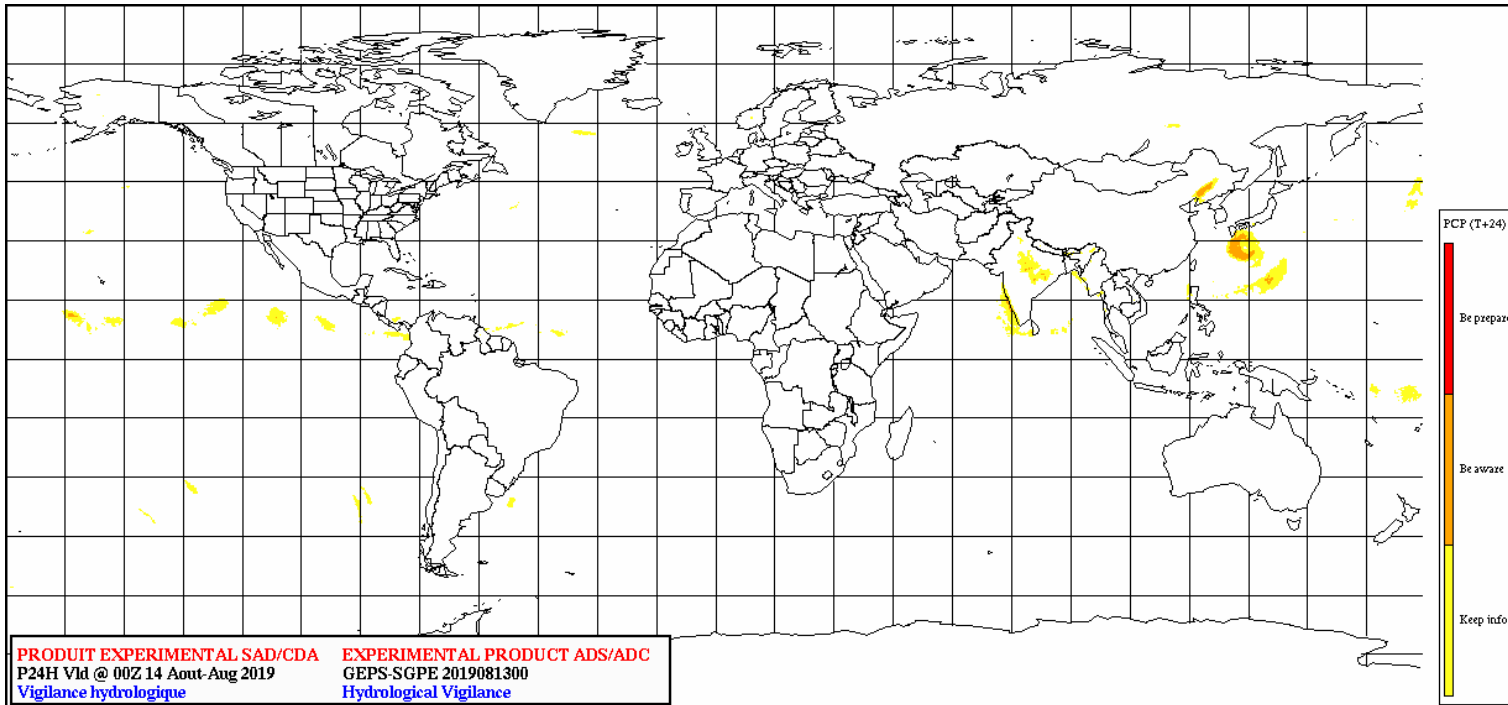 PCP (T+24)
Be prepare
Be aware
Keep info
PRODUIT EXPERIMENTAL SAD/CDA EXPERIMENTAL PRODUCT ADS/ADC
P24H Vld @ 00Z 14 Aout-Aug 2019 GEPS-SGPE 2019081300
Vigilance hydrologique Hydrological Vigilance